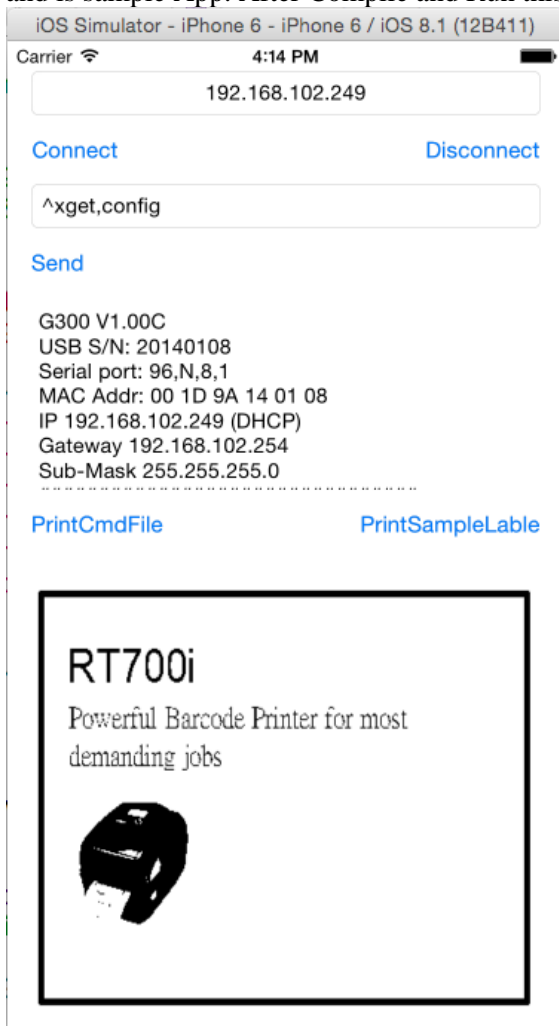 iOS Simulator - iPhone 6 - iPhone 6 / iOS 8.1 (12B411)
Carrier 4:14 PM
192.168.102.249
Connect Disconnect
^xget,config
Send
G300 V1.00C
USB S/N: 20140108
Serial port: 96,N,8,1
MAC Addr: 00 1D 9A 14 01 08
IP 192.168.102.249 (DHCP)
Gateway 192.168.102.254
Sub-Mask 255.255.255.0
PrintCmdFile PrintSampleLable
RT700i
Powerful Barcode Printer for most
demanding jobs